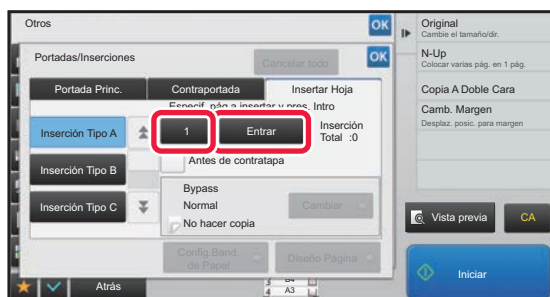 Otros
OK
Portadas/Inserciones
Cancelar todo
OK
Portada Princ.
Contraportada
Insertar Hoja
Especif. pág a insertar y pres. Intro
Inserción Tipo A
1
Entrar
Inserción
Total :0
Antes de contratapa
Inserción Tipo B
Bypass
Normal
Cambiar
No hacer copia
Inserción Tipo C
Config.Band.
de Papel
Diseño Página
Atrás
3 B4
4 A3
Original
Cambie el tamaño/dir.
N-Up
Colocar varias pág. en 1 pág.
Copia A Doble Cara
Camb. Margen
Desplaz. posic. para margen
Vista previa
CA
Iniciar